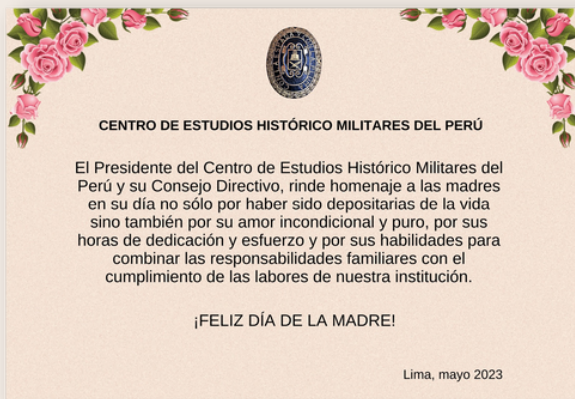 CENTRO DE ESTUDIOS HISTÓRICO MILITARES DEL PERÚ
El Presidente del Centro de Estudios Histórico Militares del
Perú y su Consejo Directivo, rinde homenaje a las madres
en su día no sólo por haber sido depositarias de la vida
sino también por su amor incondicional y puro, por sus
horas de dedicación y esfuerzo y por sus habilidades para
combinar las responsabilidades familiares con el
cumplimiento de las labores de nuestra institución.
¡FELIZ DÍA DE LA MADRE!
Lima, mayo 2023